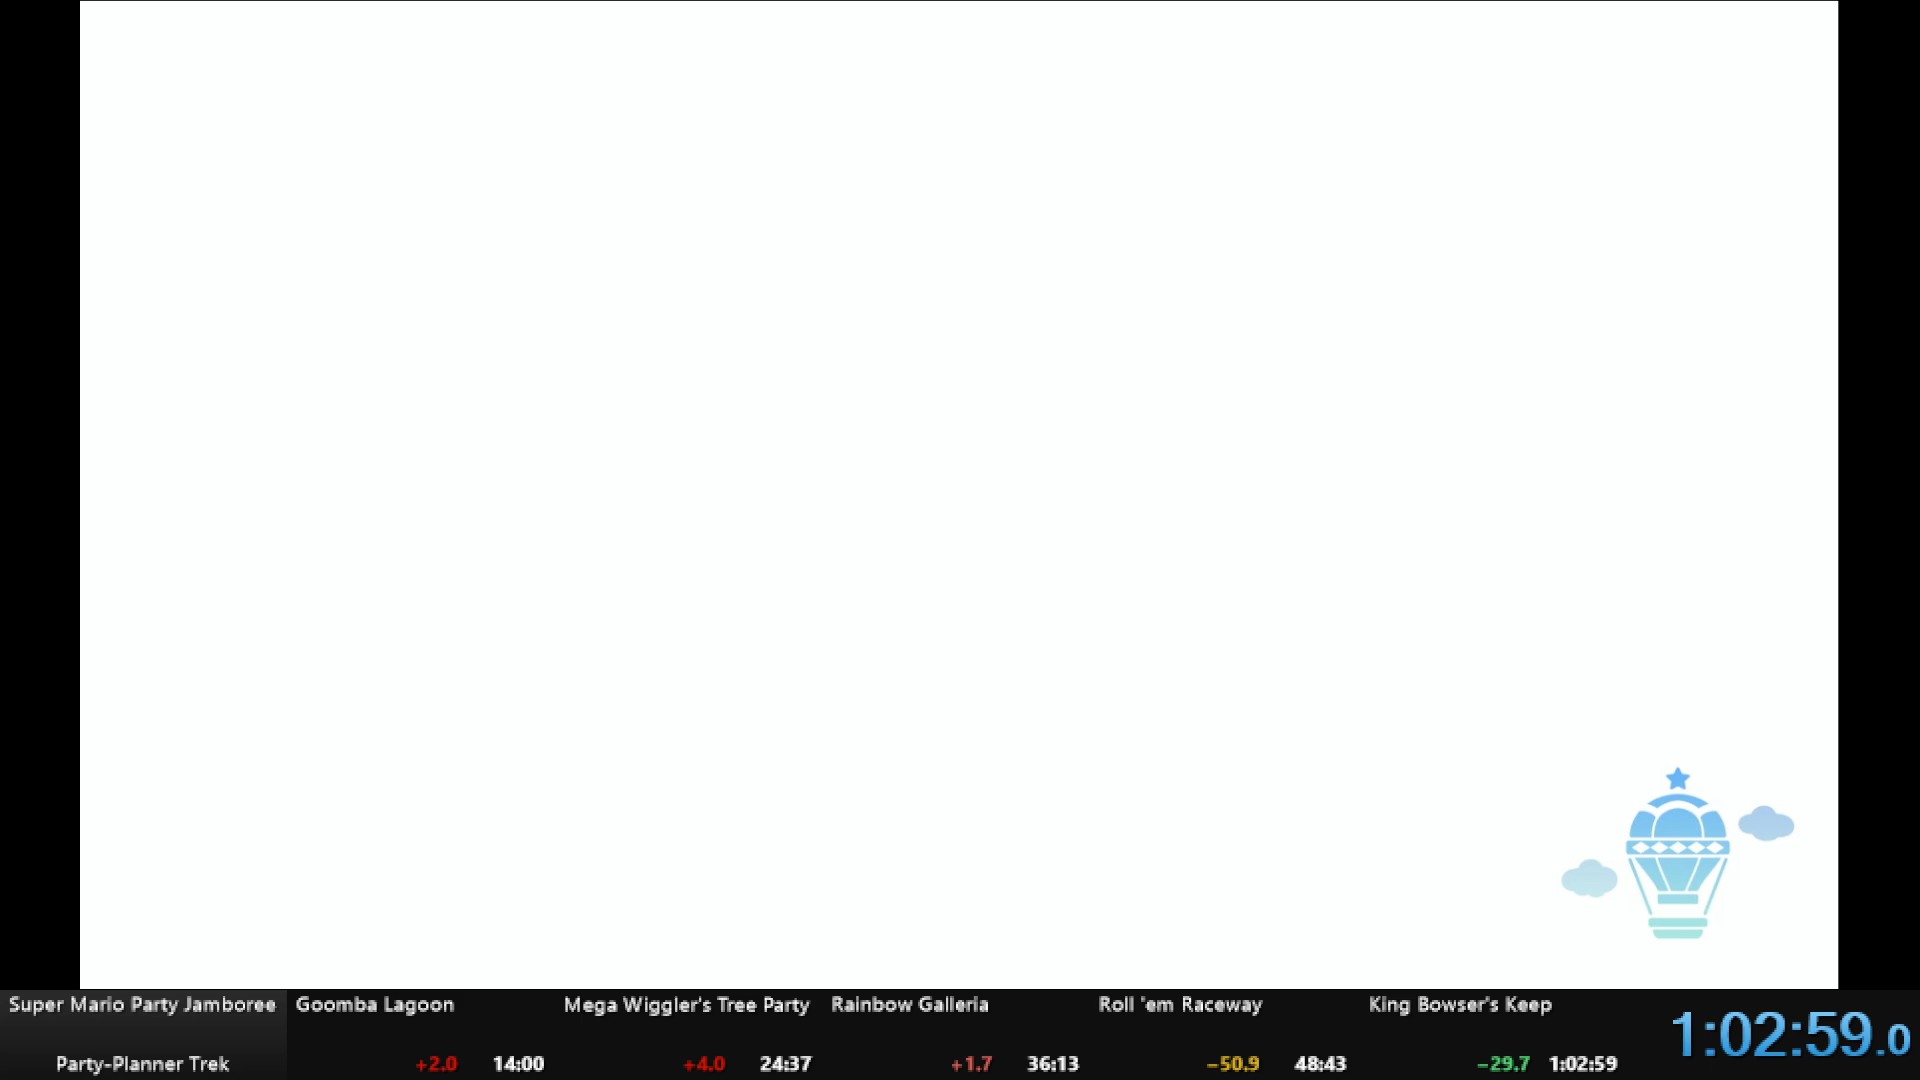 Super Mario Party Jamboree
Party-Planner Trek
Goomba Lagoon
+2.0 14:00
Mega Wiggler's Tree Party
+4.0 24:37
Rainbow Galleria
+1.7 36:13
Roll 'em Raceway
−50.9 48:43
King Bowser's Keep
−29.7 1:02:59
1:02:59.0